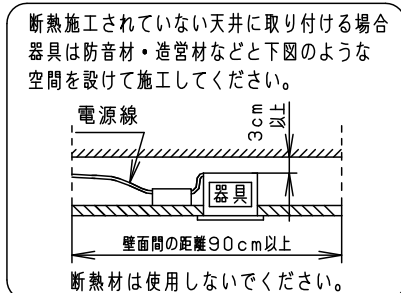 断熱施工されていない天井に取り付ける場合
器具は防音材・造営材などと下図のような
空間を設けて施工してください。
電源線
3cm
以上
器具
壁面間の距離90cm以上
断熱材は使用しないでください。